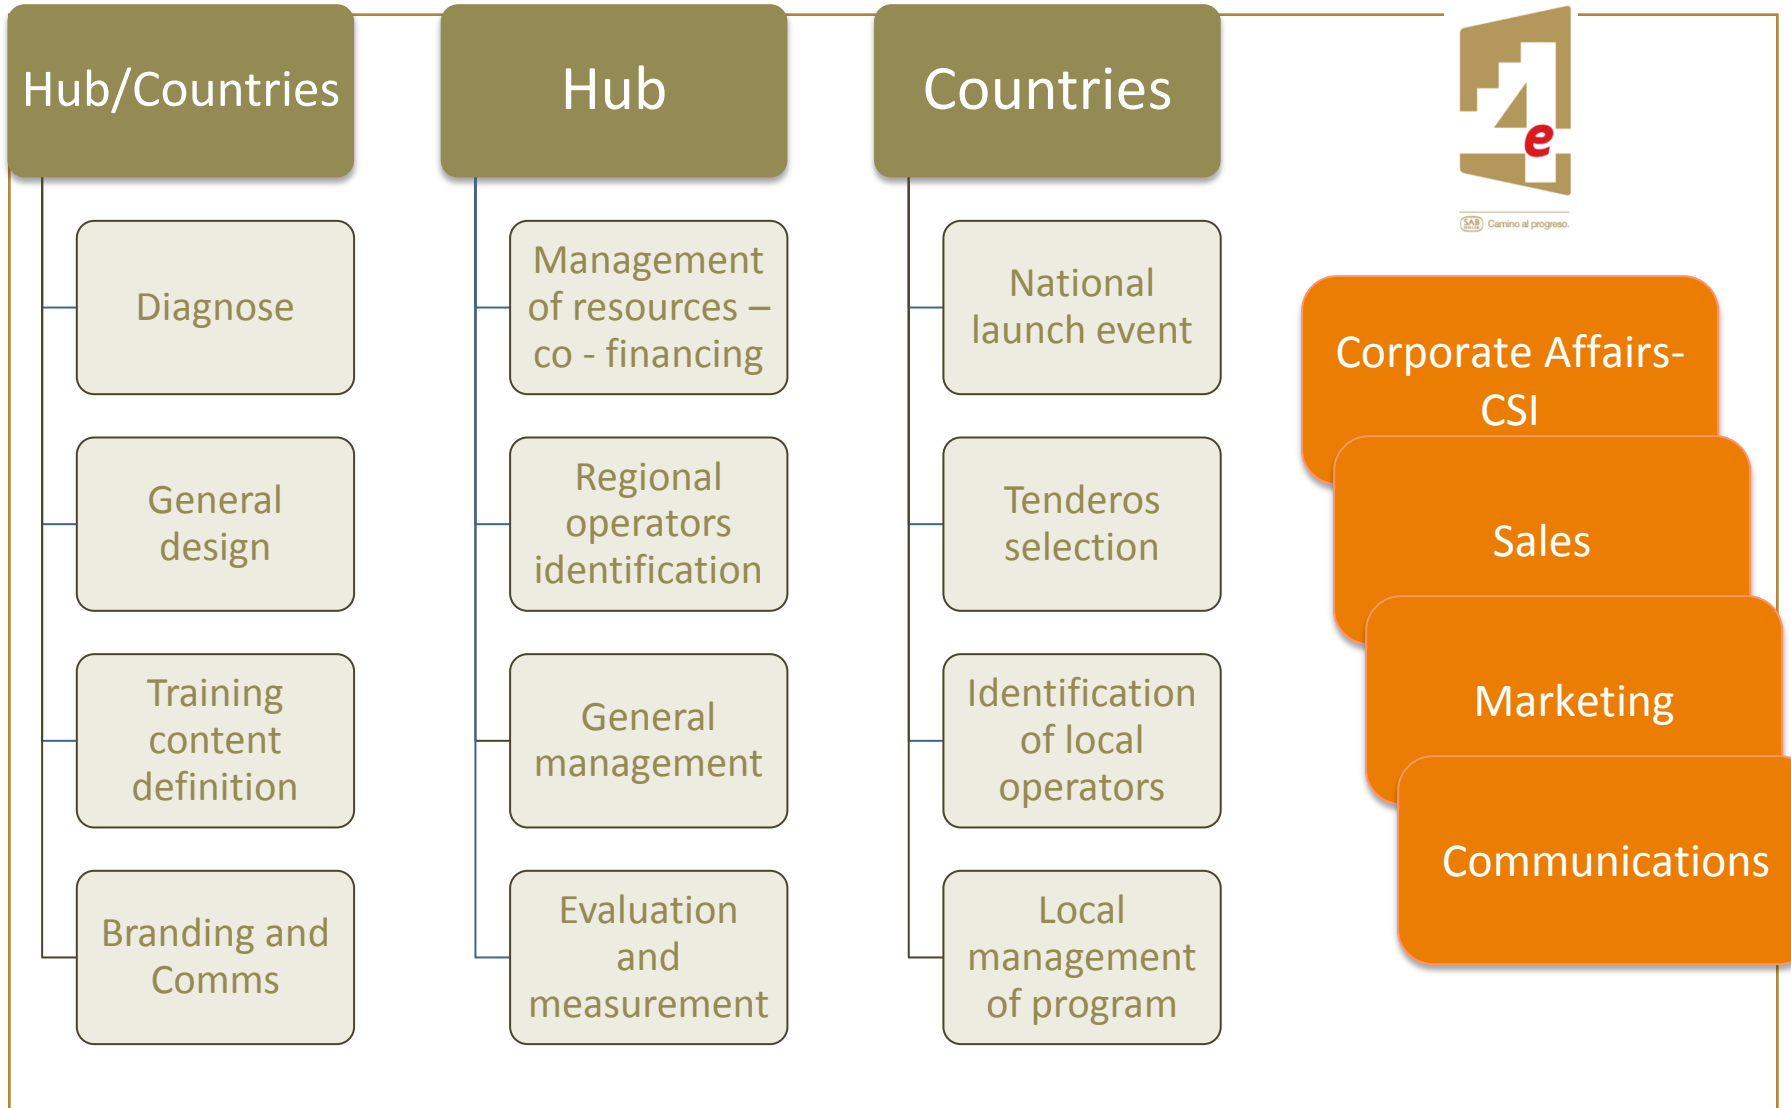 Hub/Countries
Diagnose
General
design
Training
content
definition
Branding and
Comms
Hub
Management
of resources –
co - financing
Regional
operators
identification
General
management
Evaluation
and
measurement
Countries
National
launch event
Tenderos
selection
Identification
of local
operators
Local
management
of program
e
SAB
MILLER
Camino al progreso.
Corporate Affairs-
CSI
Sales
Marketing
Communications